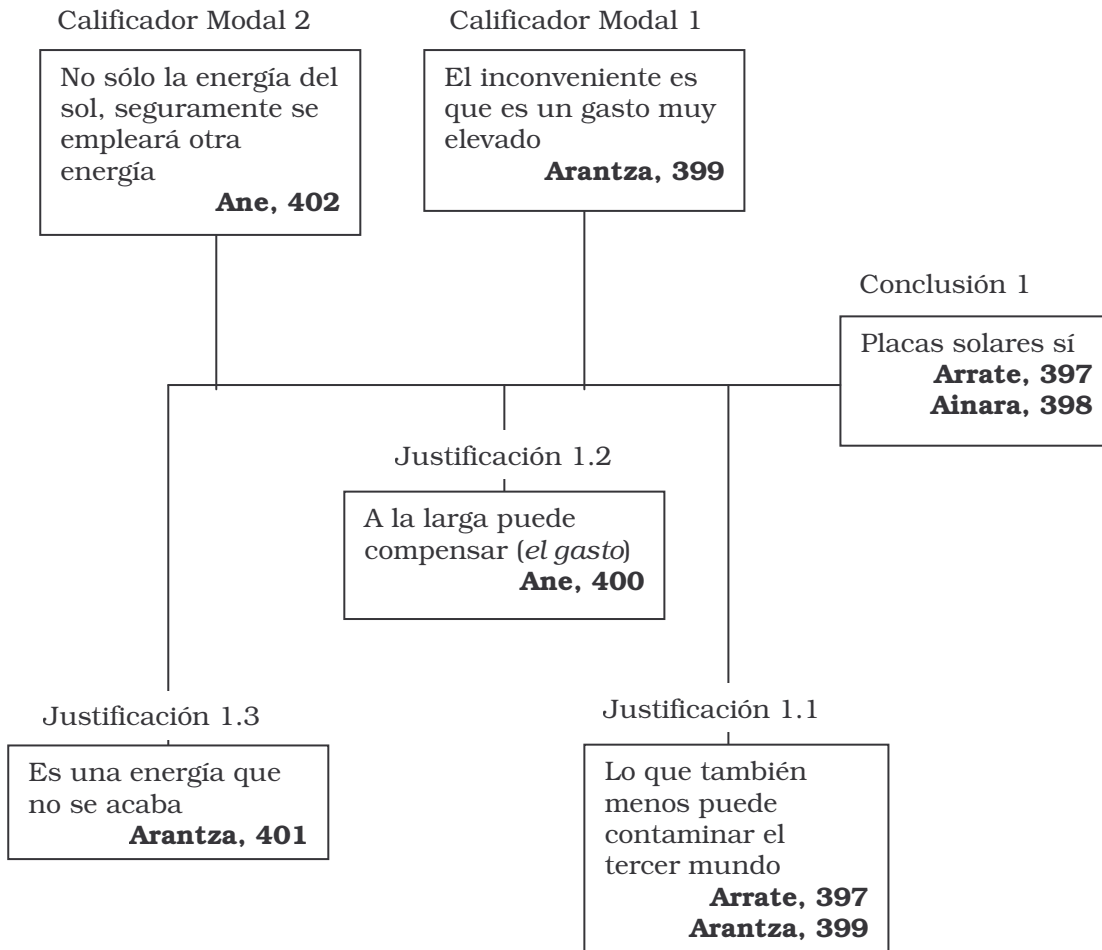 Calificador Modal 2
No sólo la energía del
sol, seguramente se
empleará otra
energía
Ane, 402
Calificador Modal 1
El inconveniente es
que es un gasto muy
elevado
Arantza, 399
Conclusión 1
Placas solares sí
Arrate, 397
Ainara, 398
Justificación 1.2
A la larga puede
compensar (el gasto)
Ane, 400
Justificación 1.3
Es una energía que
no se acaba
Arantza, 401
Justificación 1.1
Lo que también
menos puede
contaminar el
tercer mundo
Arrate, 397
Arantza, 399